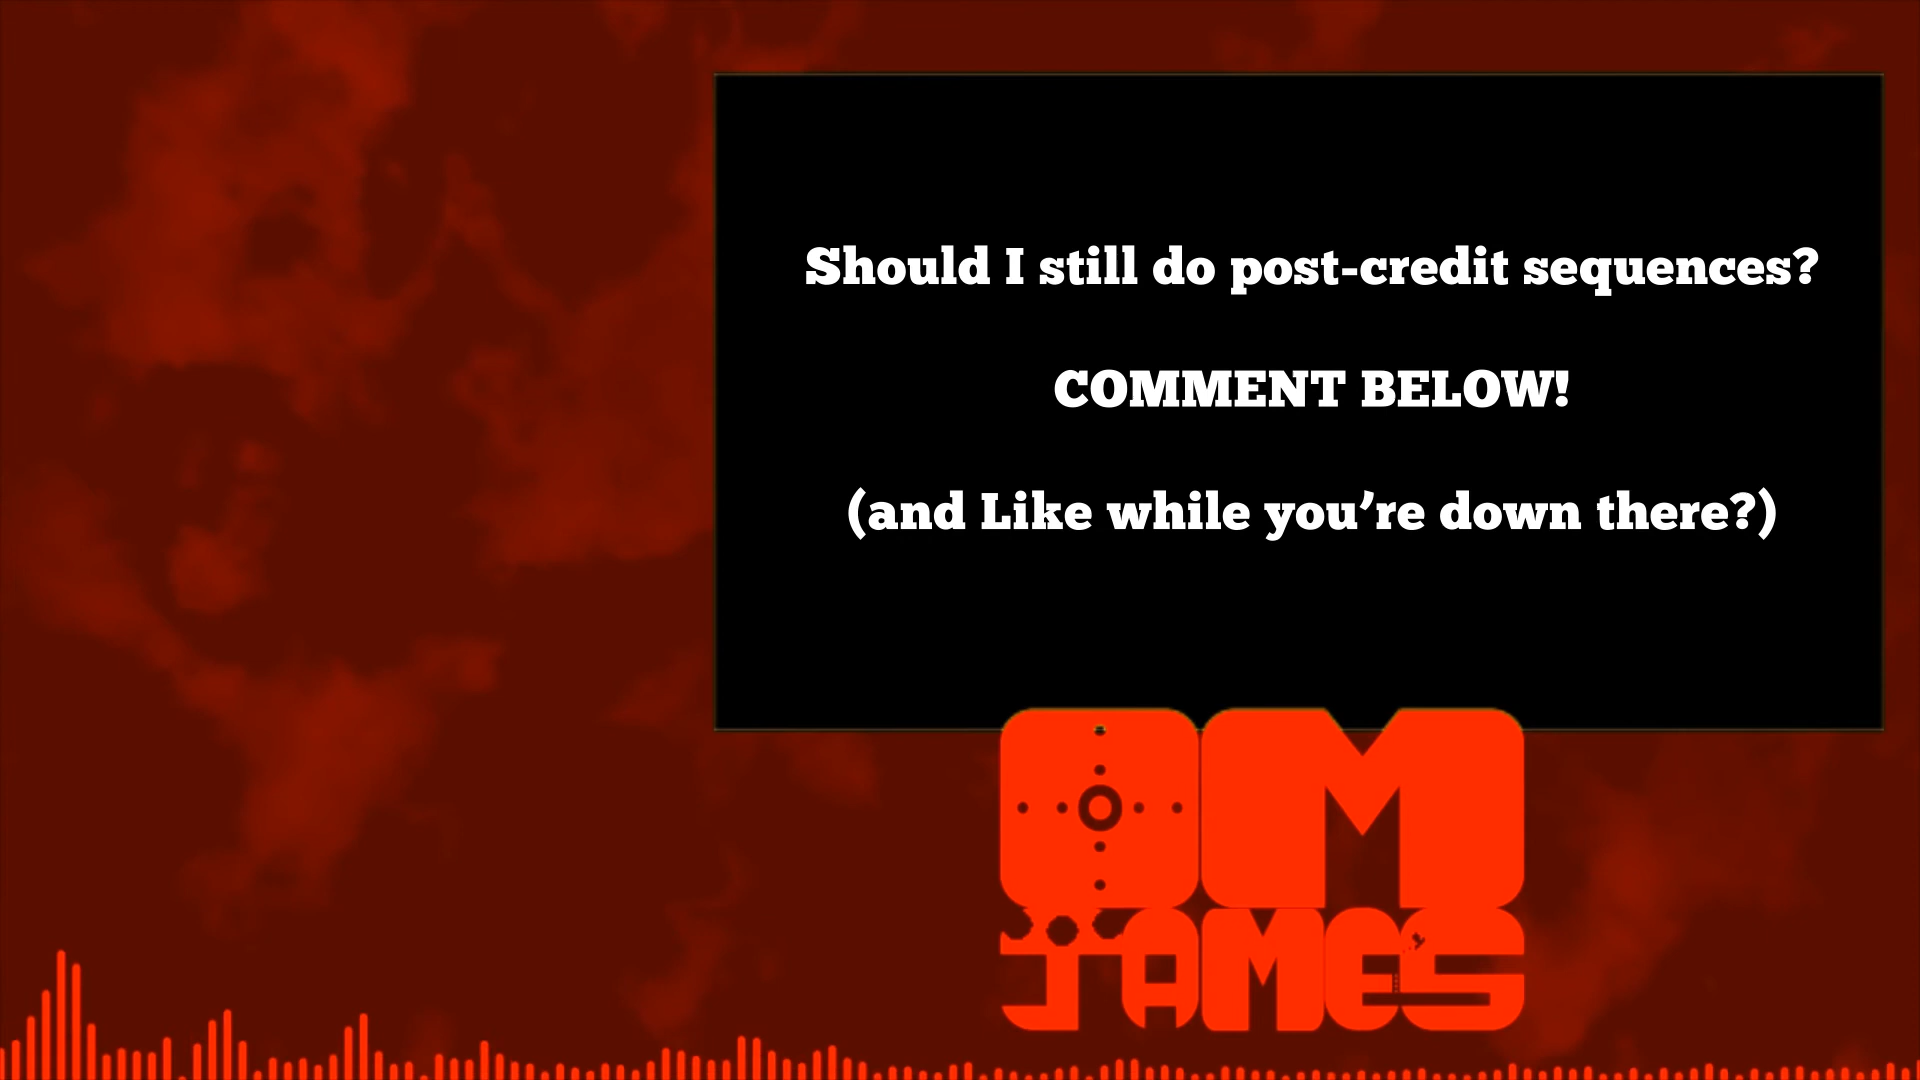 Should I still do post-credit sequences?
COMMENT BELOW!
(and Like while you’re down there?)
OM
JAMES